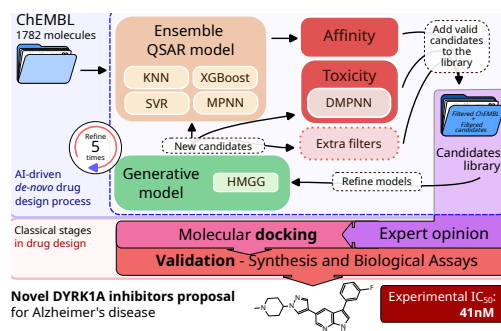 ChEMBL
1782 molecules
Ensemble
QSAR model
KNN
XGBoost
SVR
MPNN
Affinity
Toxicity
DMPNN
Extra filters
Add valid
candidates
to the
library
Filtered ChEMBL
+
Filtered
candidates
Candidates
library
New candidates
Refine
5
times
Generative
model
HMGG
Refine models
AI-driven
de-novo drug
design process
Classical stages
in drug design
Molecular docking
Expert opinion
Validation - Synthesis and Biological Assays
Novel DYRK1A inhibitors proposal
for Alzheimer's disease
N
N
N
N
N
H
F
Experimental IC50:
41nM